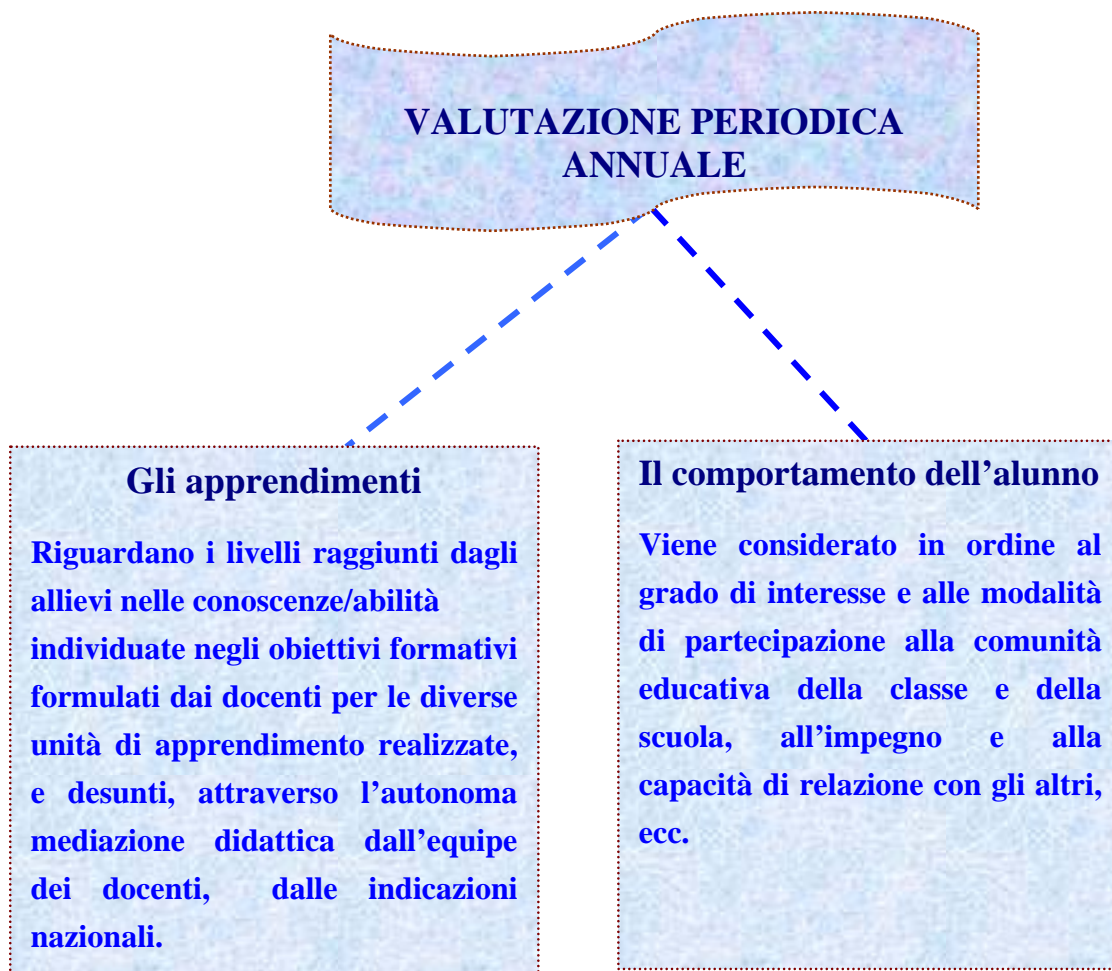 VALUTAZIONE PERIODICA
ANNUALE
Gli apprendimenti
Riguardano i livelli raggiunti dagli
allievi nelle conoscenze/abilità
individuate negli obiettivi formativi
formulati dai docenti per le diverse
unità di apprendimento realizzate,
e desunti, attraverso l’autonoma
mediazione didattica dall’equipe
dei docenti, dalle indicazioni
nazionali.
Il comportamento dell’alunno
Viene considerato in ordine al
grado di interesse e alle modalità
di partecipazione alla comunità
educativa della classe e della
scuola, all’impegno e alla
capacità di relazione con gli altri,
ecc.